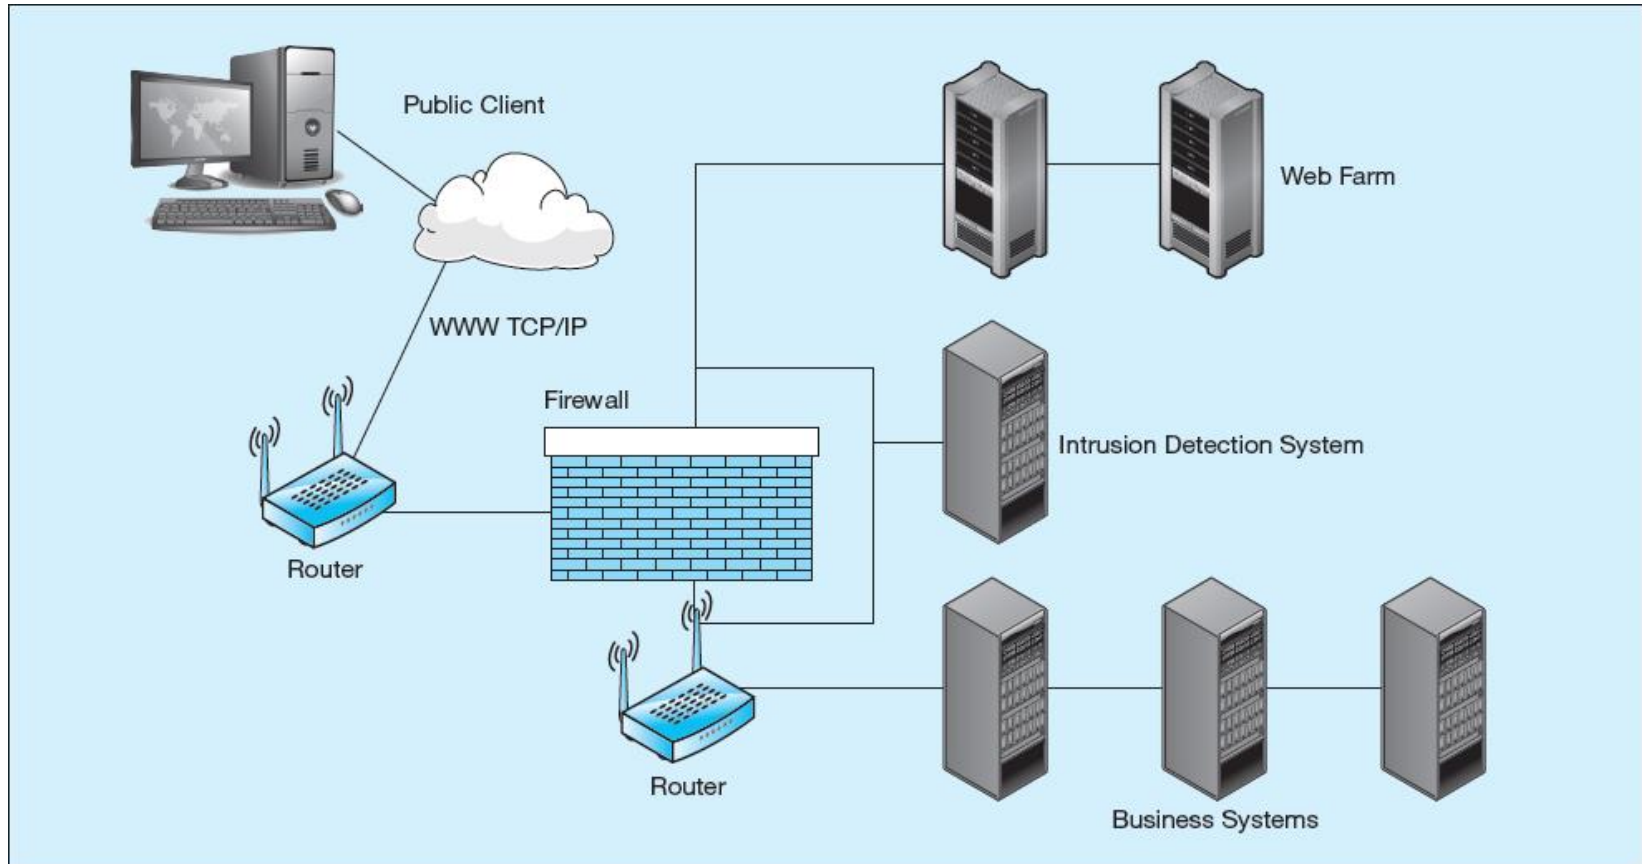 Public Client
Web Farm
WWW TCP/IP
Firewall
Intrusion Detection System
Router
Router
Business Systems